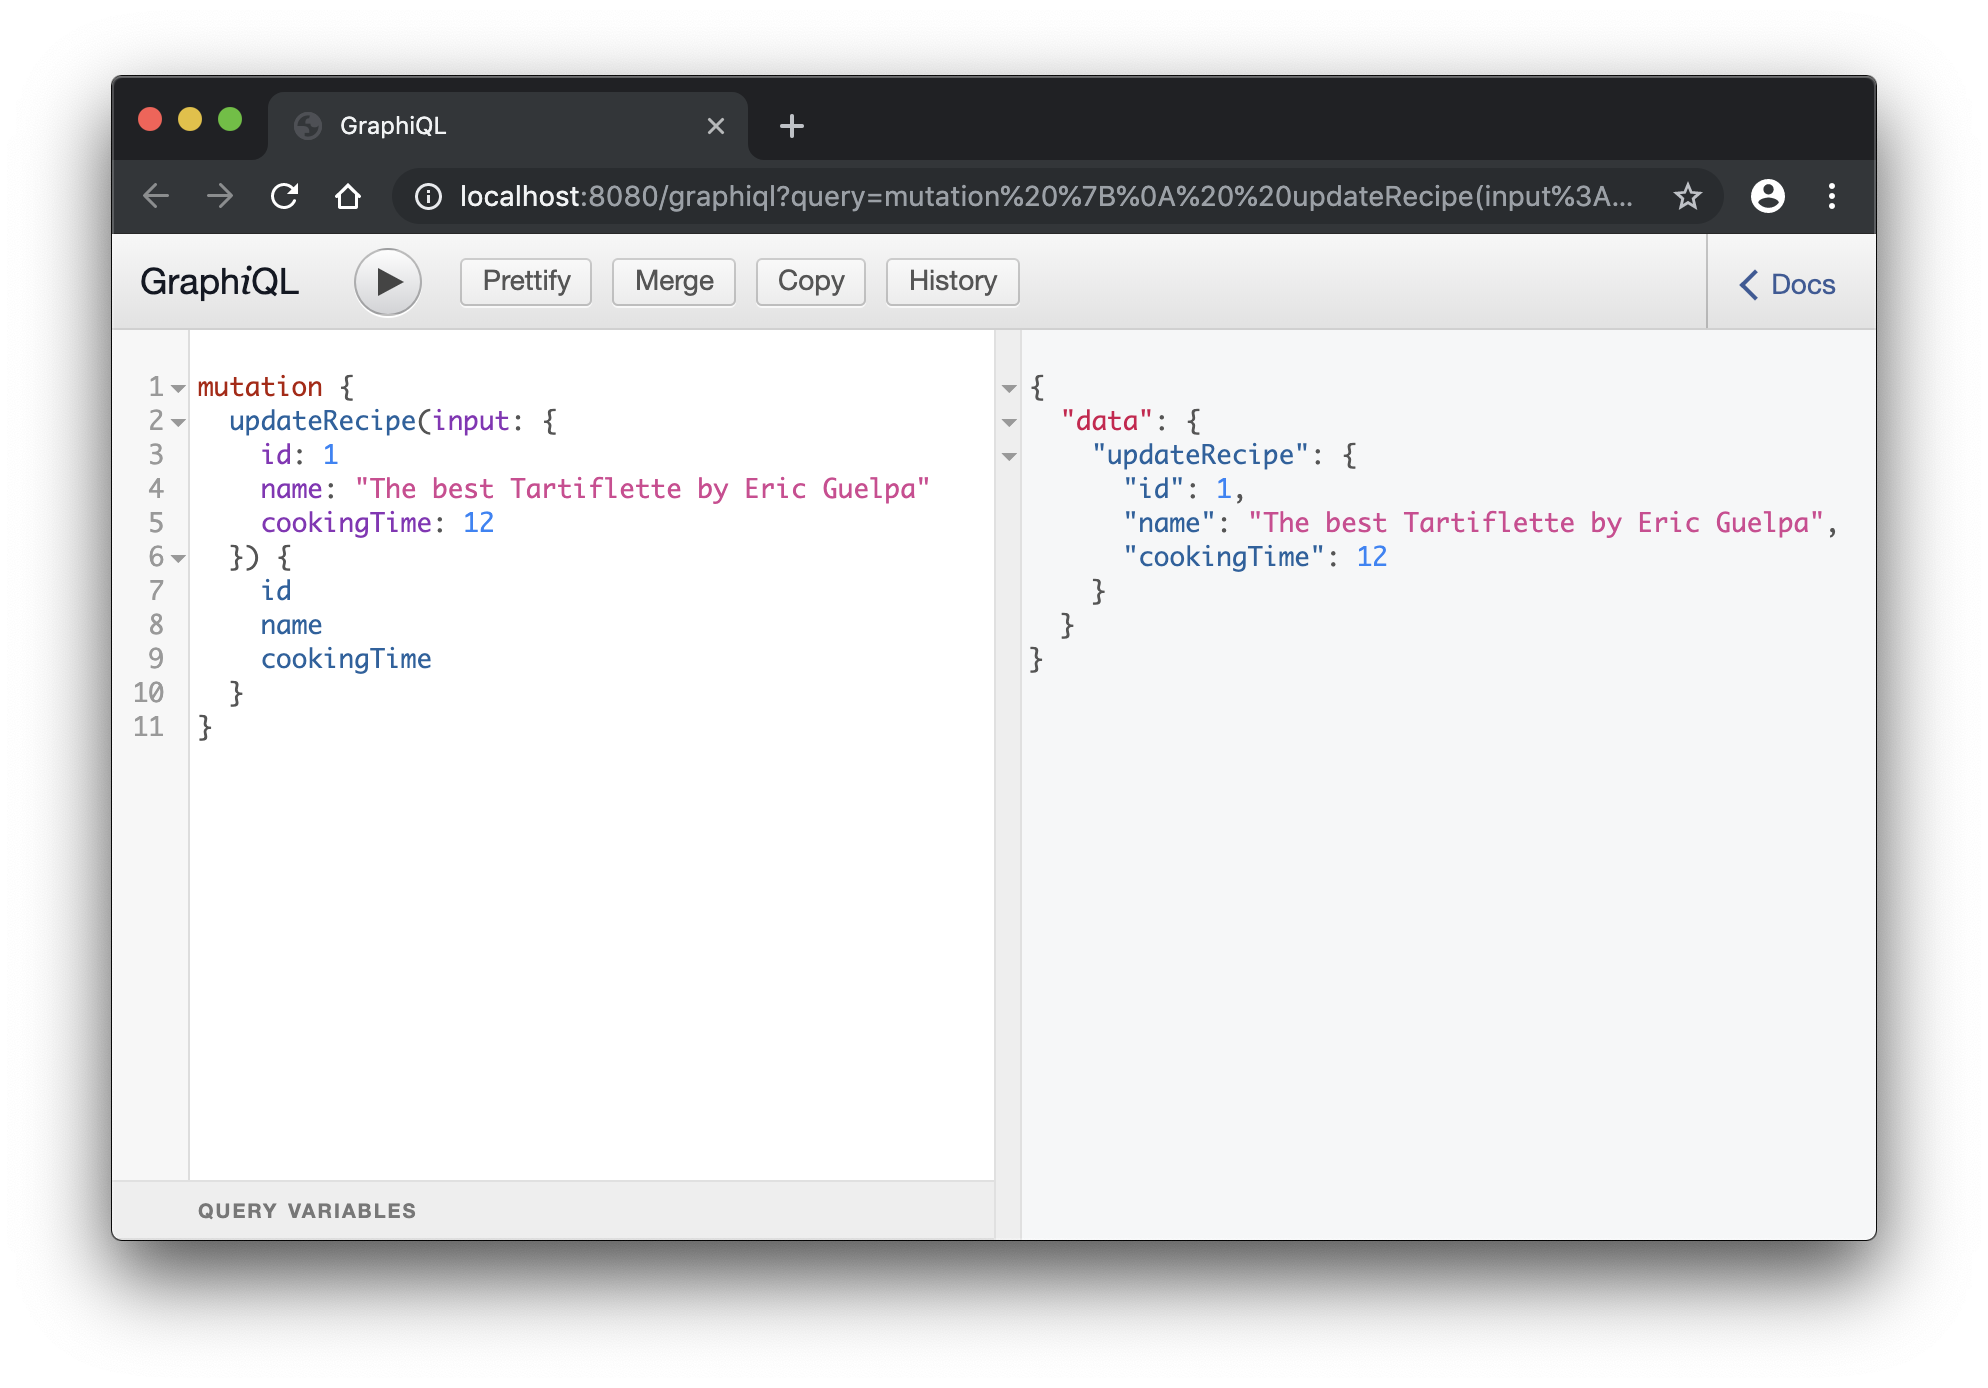 GraphiQL
localhost:8080/graphiql?query=mutation%20%7B%0A%20%20updateRecipe(input%3A...
GraphiQL
Prettify
Merge
Copy
History
Docs
1 mutation {
2   updateRecipe(input: {
3     id: 1
4     name: "The best Tartiflette by Eric Guelpa"
5     cookingTime: 12
6   }) {
7     id
8     name
9     cookingTime
10   }
11 }
{
  "data": {
    "updateRecipe": {
      "id": 1,
      "name": "The best Tartiflette by Eric Guelpa",
      "cookingTime": 12
    }
  }
}
QUERY VARIABLES